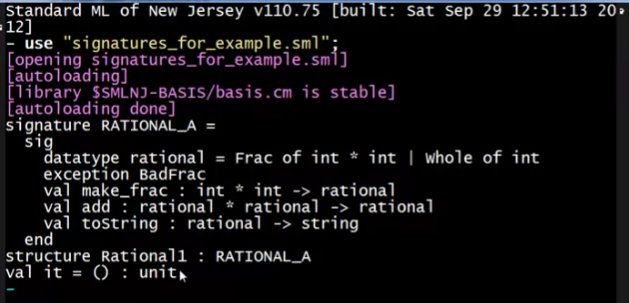 Standard ML of New Jersey v110.75 [built: Sat Sep 29 12:51:13 20
12]
- use "signatures_for_example.sml";
[opening signatures_for_example.sml]
[autoloading]
[library $SMLNJ-BASIS/basis.cm is stable]
[autoloading done]
signature RATIONAL_A =
  sig
    datatype rational = Frac of int * int | Whole of int
    exception BadFrac
    val make_frac : int * int -> rational
    val add : rational * rational -> rational
    val toString : rational -> string
  end
structure Rational1 : RATIONAL_A
val it = () : unit
-